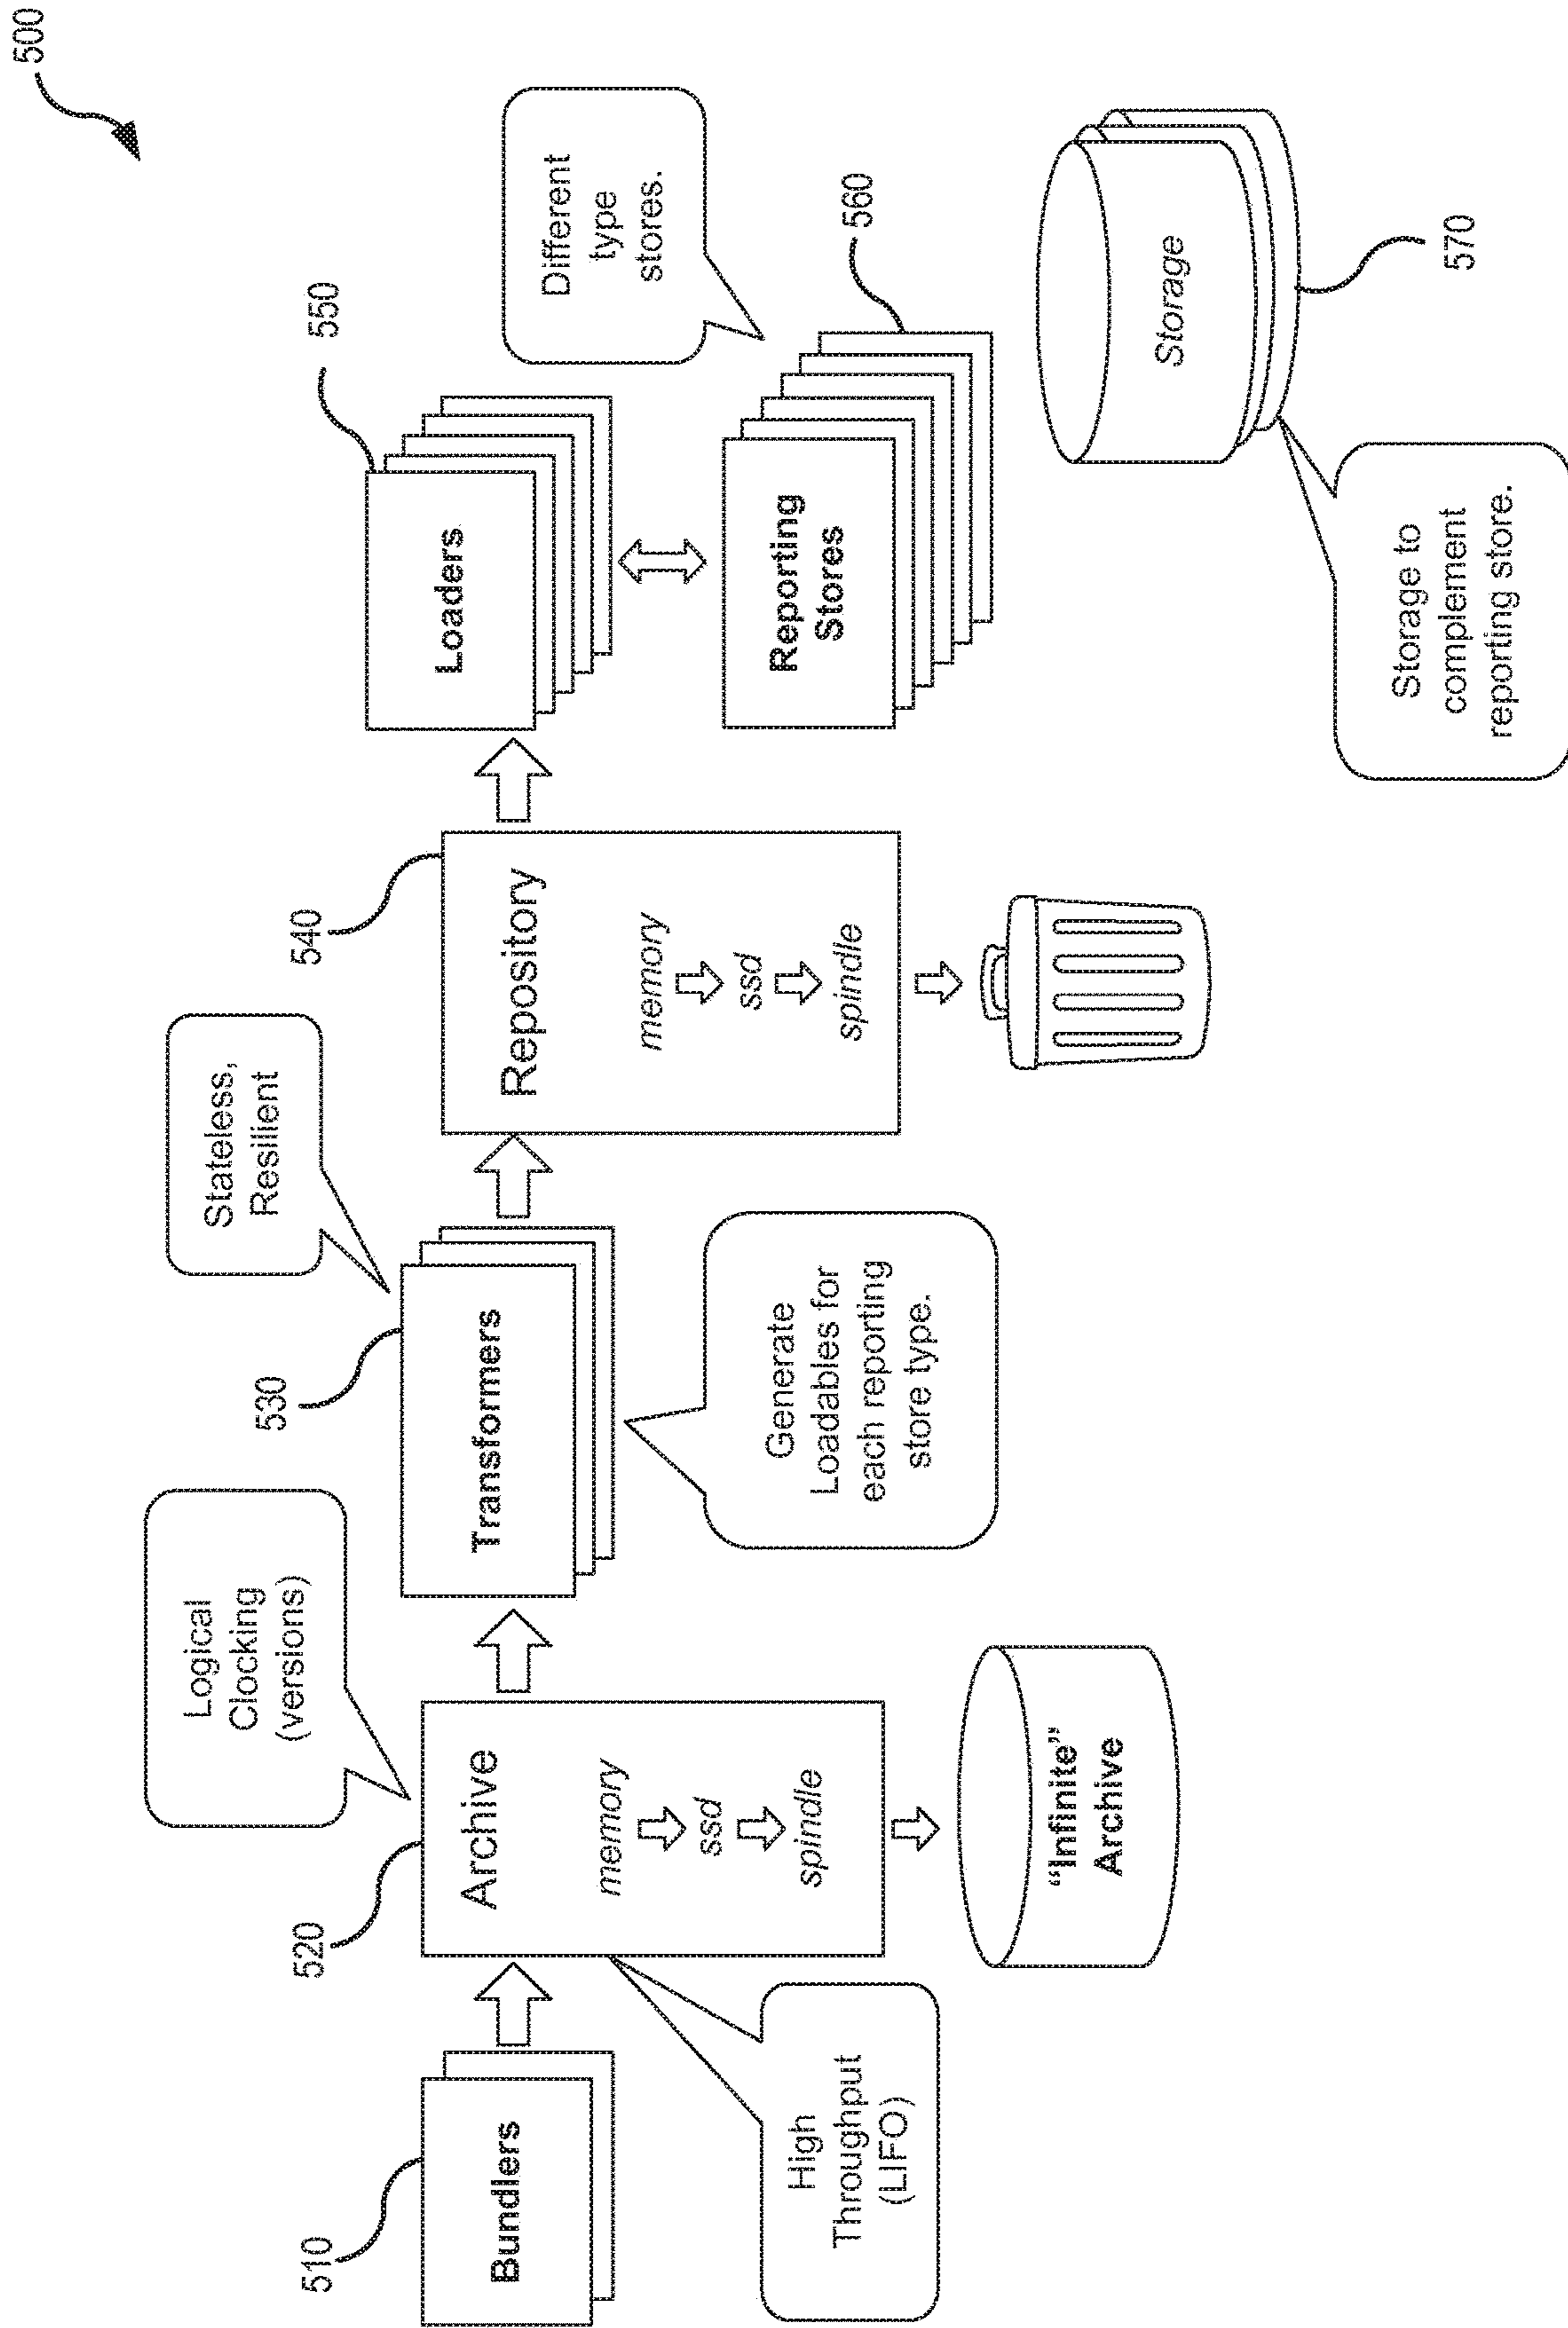 500
510
Bundlers
High
Throughput
(LIFO)
520
Archive
memory
ssd
spindle
Logical
Clocking
(versions)
"Infinite"
Archive
530
Transformers
Stateless,
Resilient
Generate
Loadables for
each reporting
store type.
540
Repository
memory
ssd
spindle
550
Loaders
Different
type
stores.
560
Reporting
Stores
Storage
570
Storage to
complement
reporting store.